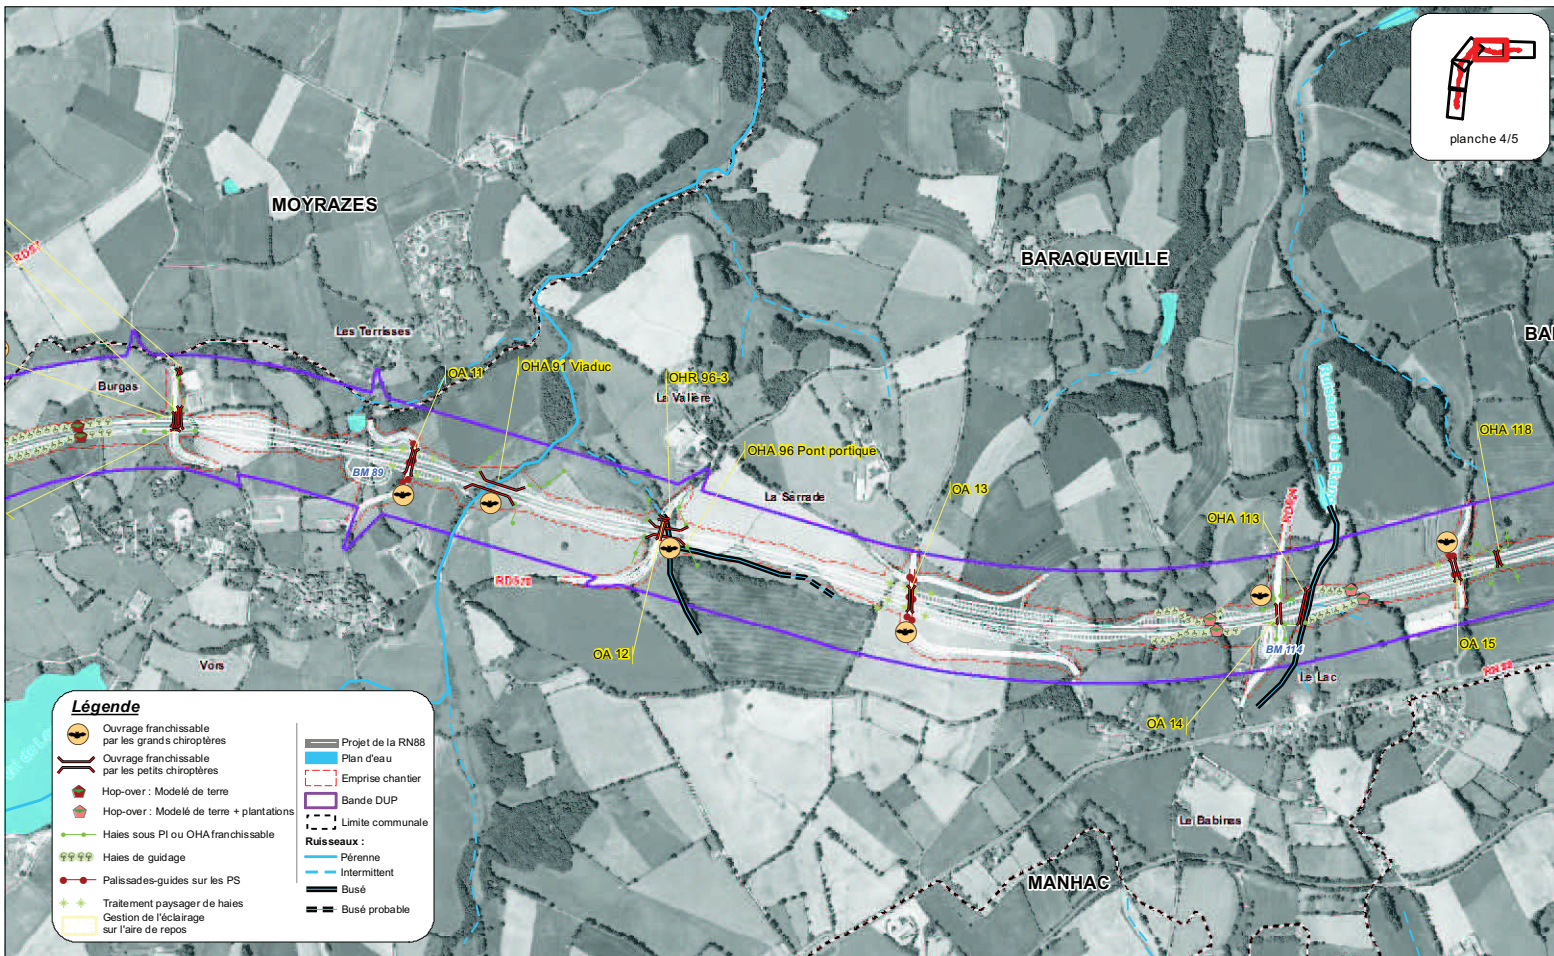 planche 4/5
MOYRAZES
BARAQUEVILLE
Les Terrisses
Burgas
OA 11
OHA 91 Viaduc
OHR 96-3
La Valière
OHA 96 Pont portique
BM 89
La Sarrade
OA 13
OHA 113
OHA 118
OA 12
OA 15
BM 114
Le Lac
OA 14
RN 88
Vors
Le Babines
MANHAC
Légende
Ouvrage franchissable
par les grands chiroptères
Ouvrage franchissable
par les petits chiroptères
Hop-over : Modelé de terre
Hop-over : Modelé de terre + plantations
Haies sous PI ou OHA franchissable
Haies de guidage
Palissades-guides sur les PS
Traitement paysager de haies
Gestion de l'éclairage
sur l'aire de repos
Projet de la RN88
Plan d'eau
Emprise chantier
Bande DUP
Limite communale
Ruisseaux :
Pérenne
Intermittent
Busé
Busé probable